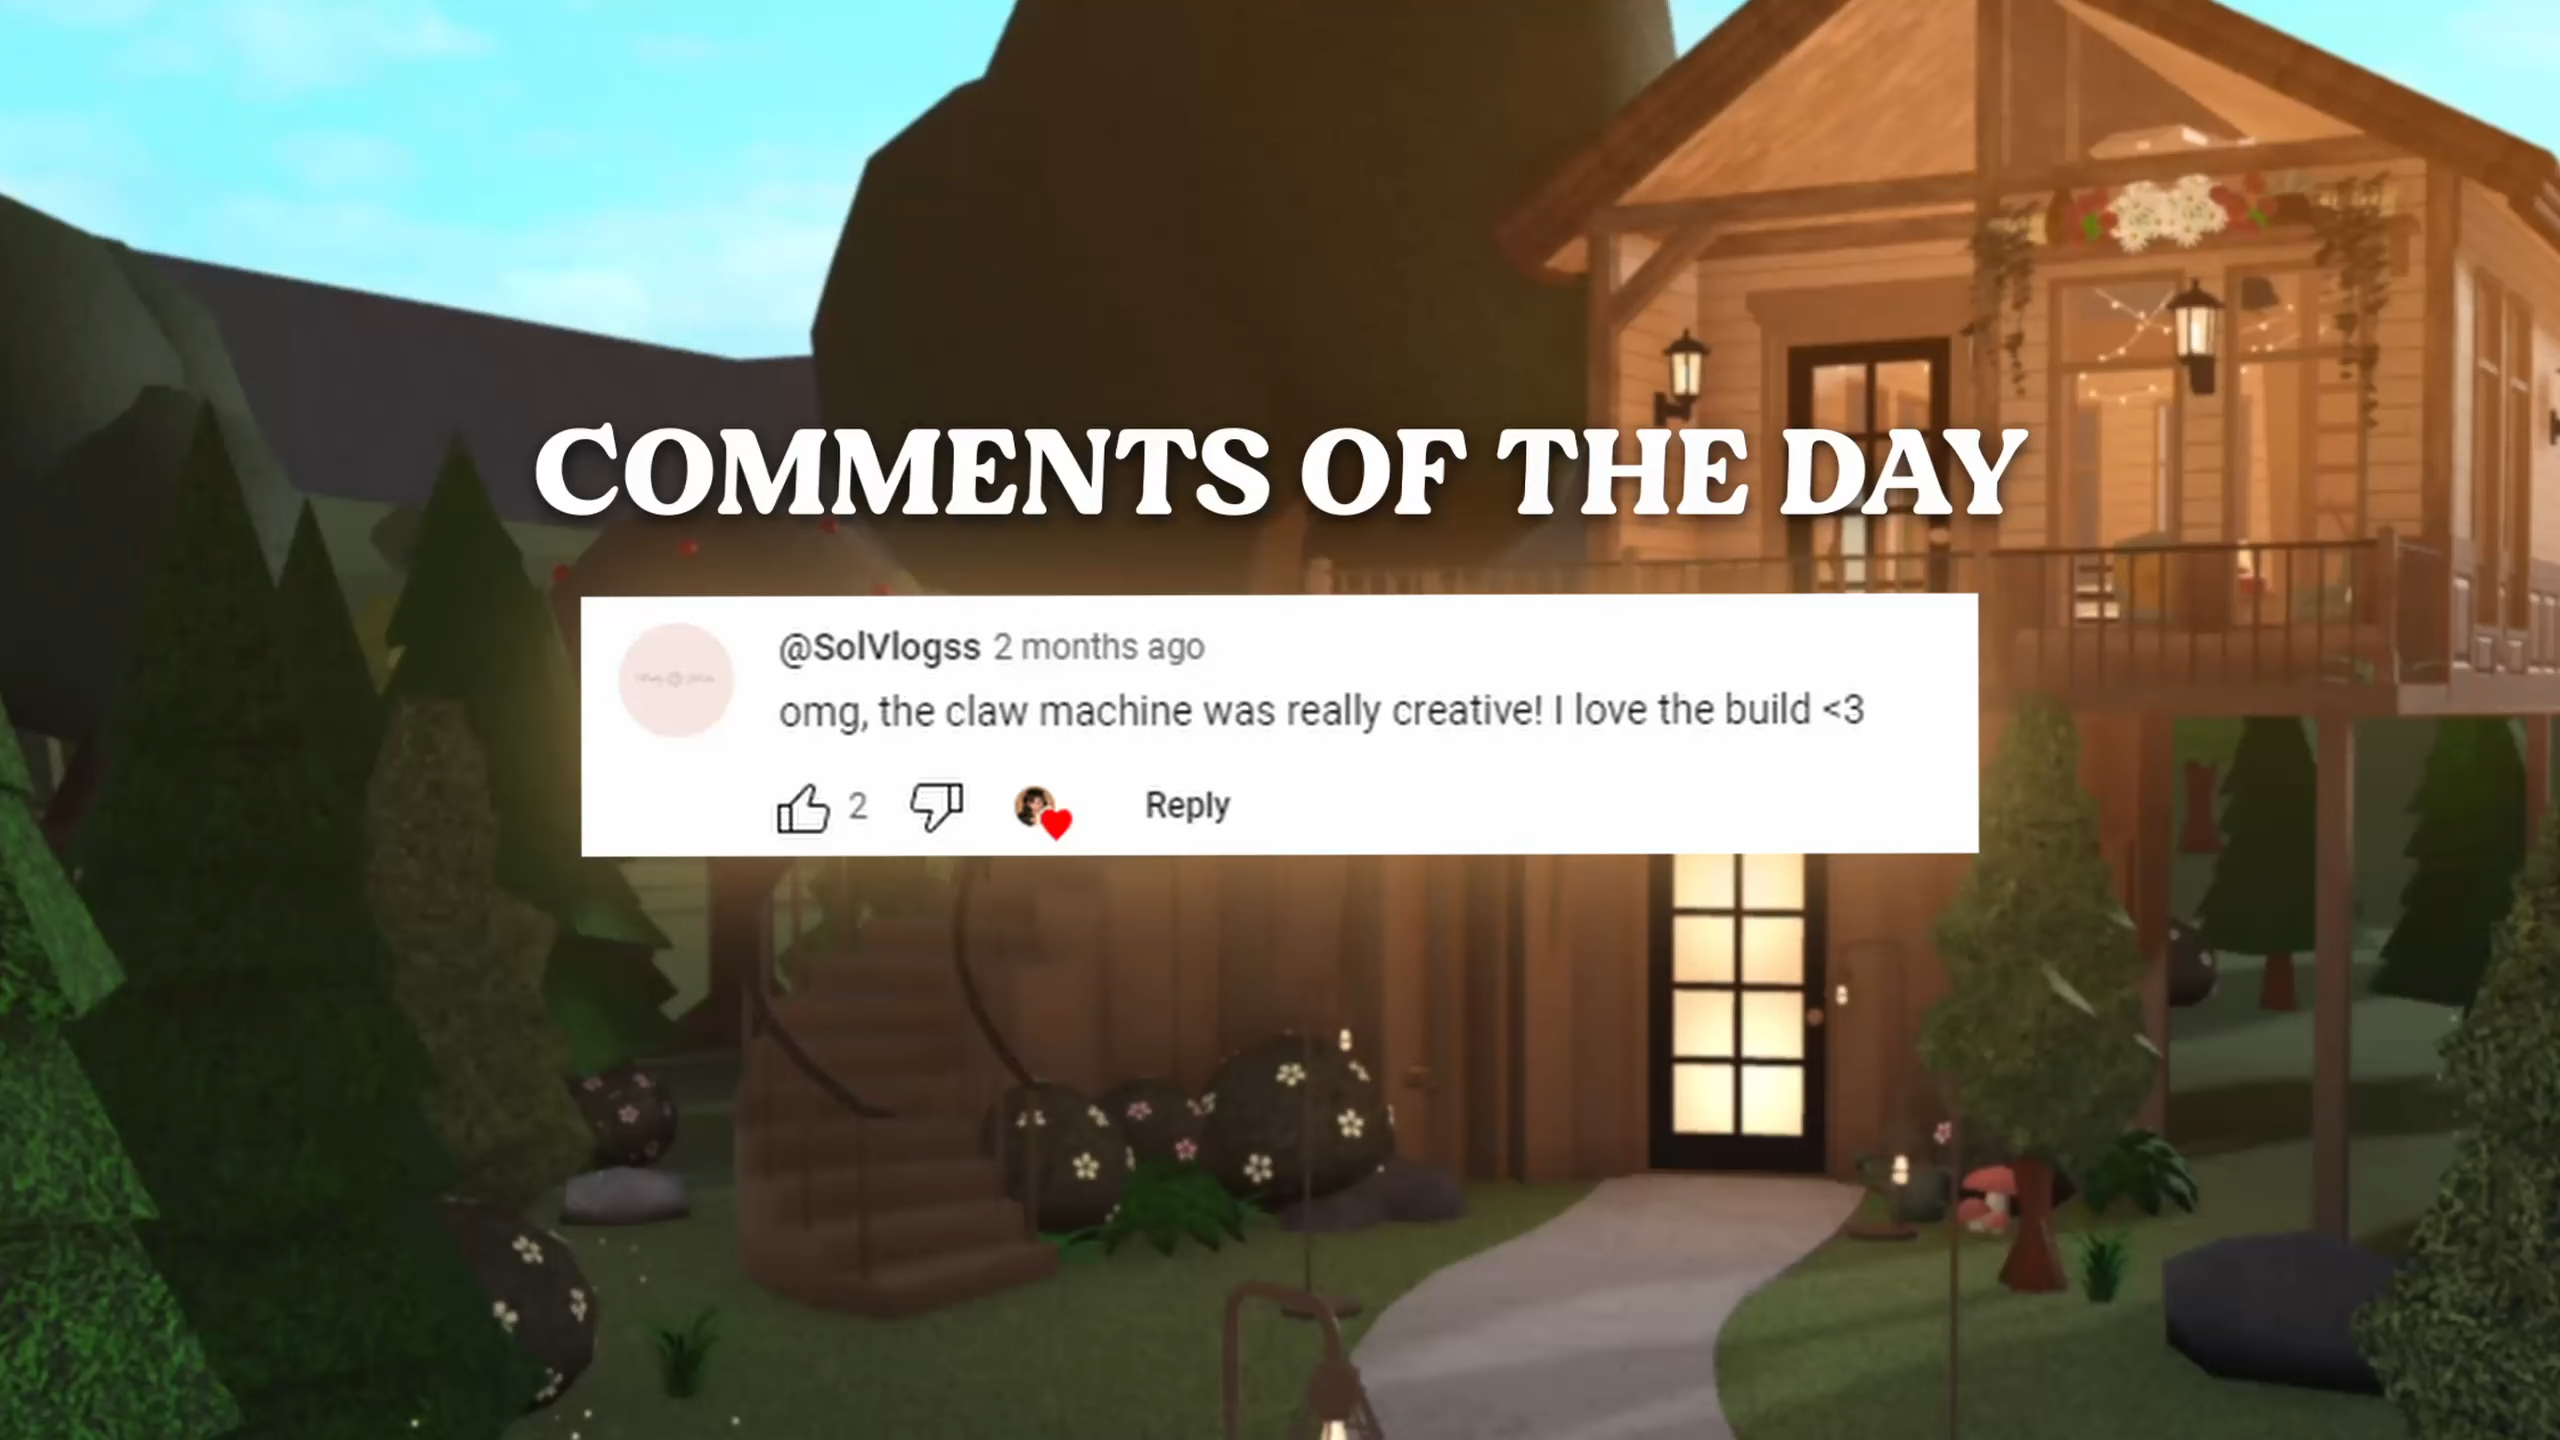 COMMENTS OF THE DAY
@SolVlogss 2 months ago
omg, the claw machine was really creative! I love the build <3
2 Reply